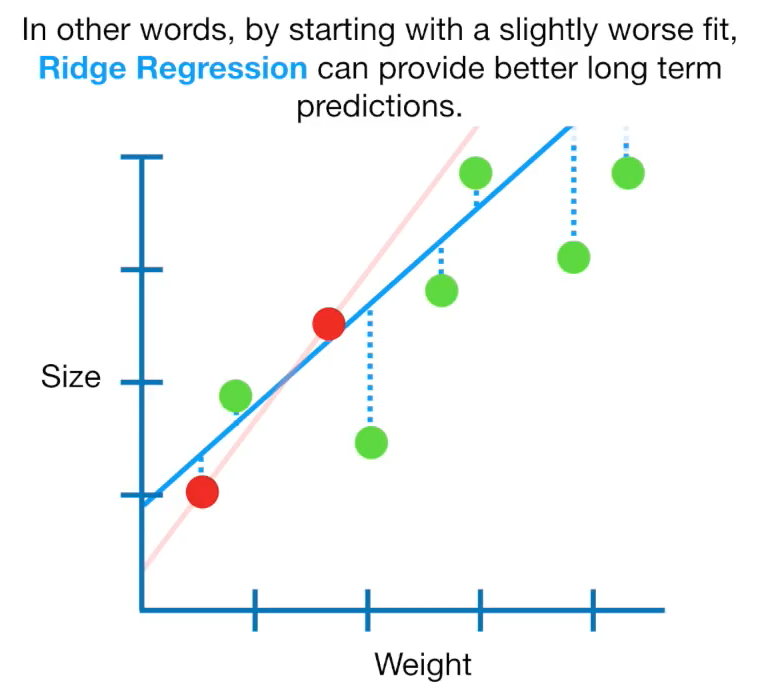 In other words, by starting with a slightly worse fit,
Ridge Regression can provide better long term
predictions.
Size
Weight